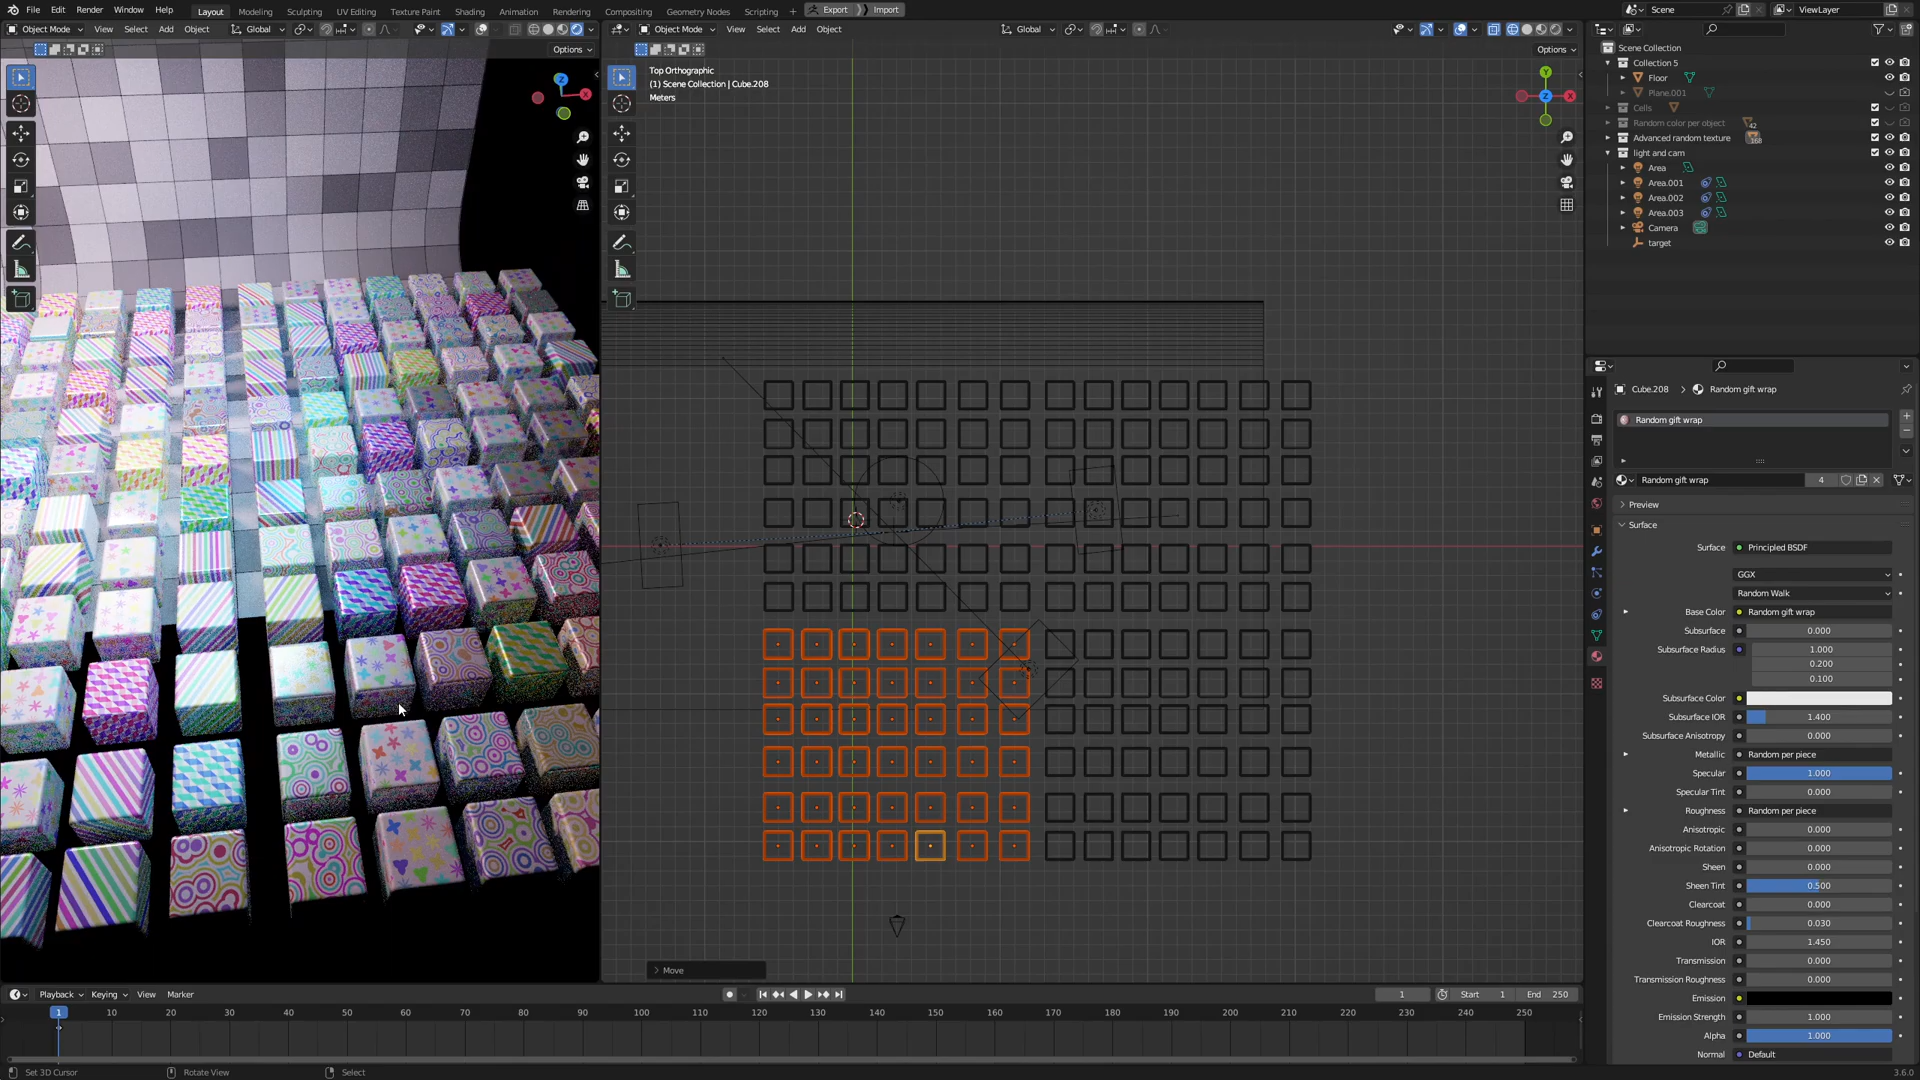 File Edit Render Window Help Layout Modeling Sculpting UV Editing Texture Paint Shading Animation Rendering Compositing Geometry Nodes Scripting + Export Import Scene ViewLayer
Object Mode View Select Add Object Global
Options
Object Mode View Select Add Object Global
Options
Top Orthographic
(1) Scene Collection | Cube.208
Meters
Z
X
Y
Z
X
Move
Scene Collection
Collection 5
Floor
Plane.001
Cells
Random color per object 42
Advanced random texture 168
light and cam
Area
Area.001
Area.002
Area.003
Camera
target
Cube.208 > Random gift wrap
Random gift wrap
Random gift wrap 4
Preview
Surface
Surface Principled BSDF
GGX
Random Walk
Base Color Random gift wrap
Subsurface 0.000
Subsurface Radius 1.000
0.200
0.100
Subsurface Color
Subsurface IOR 1.400
Subsurface Anisotropy 0.000
Metallic Random per piece
Specular 1.000
Specular Tint 0.000
Roughness Random per piece
Anisotropic 0.000
Anisotropic Rotation 0.000
Sheen 0.000
Sheen Tint 0.500
Clearcoat 0.000
Clearcoat Roughness 0.030
IOR 1.450
Transmission 0.000
Transmission Roughness 0.000
Emission
Emission Strength 1.000
Alpha 1.000
Normal Default
Playback Keying View Marker 1 Start 1 End 250
1 10 20 30 40 50 60 70 80 90 100 110 120 130 140 150 160 170 180 190 200 210 220 230 240 250
Set 3D Cursor Rotate View Select 3.6.0